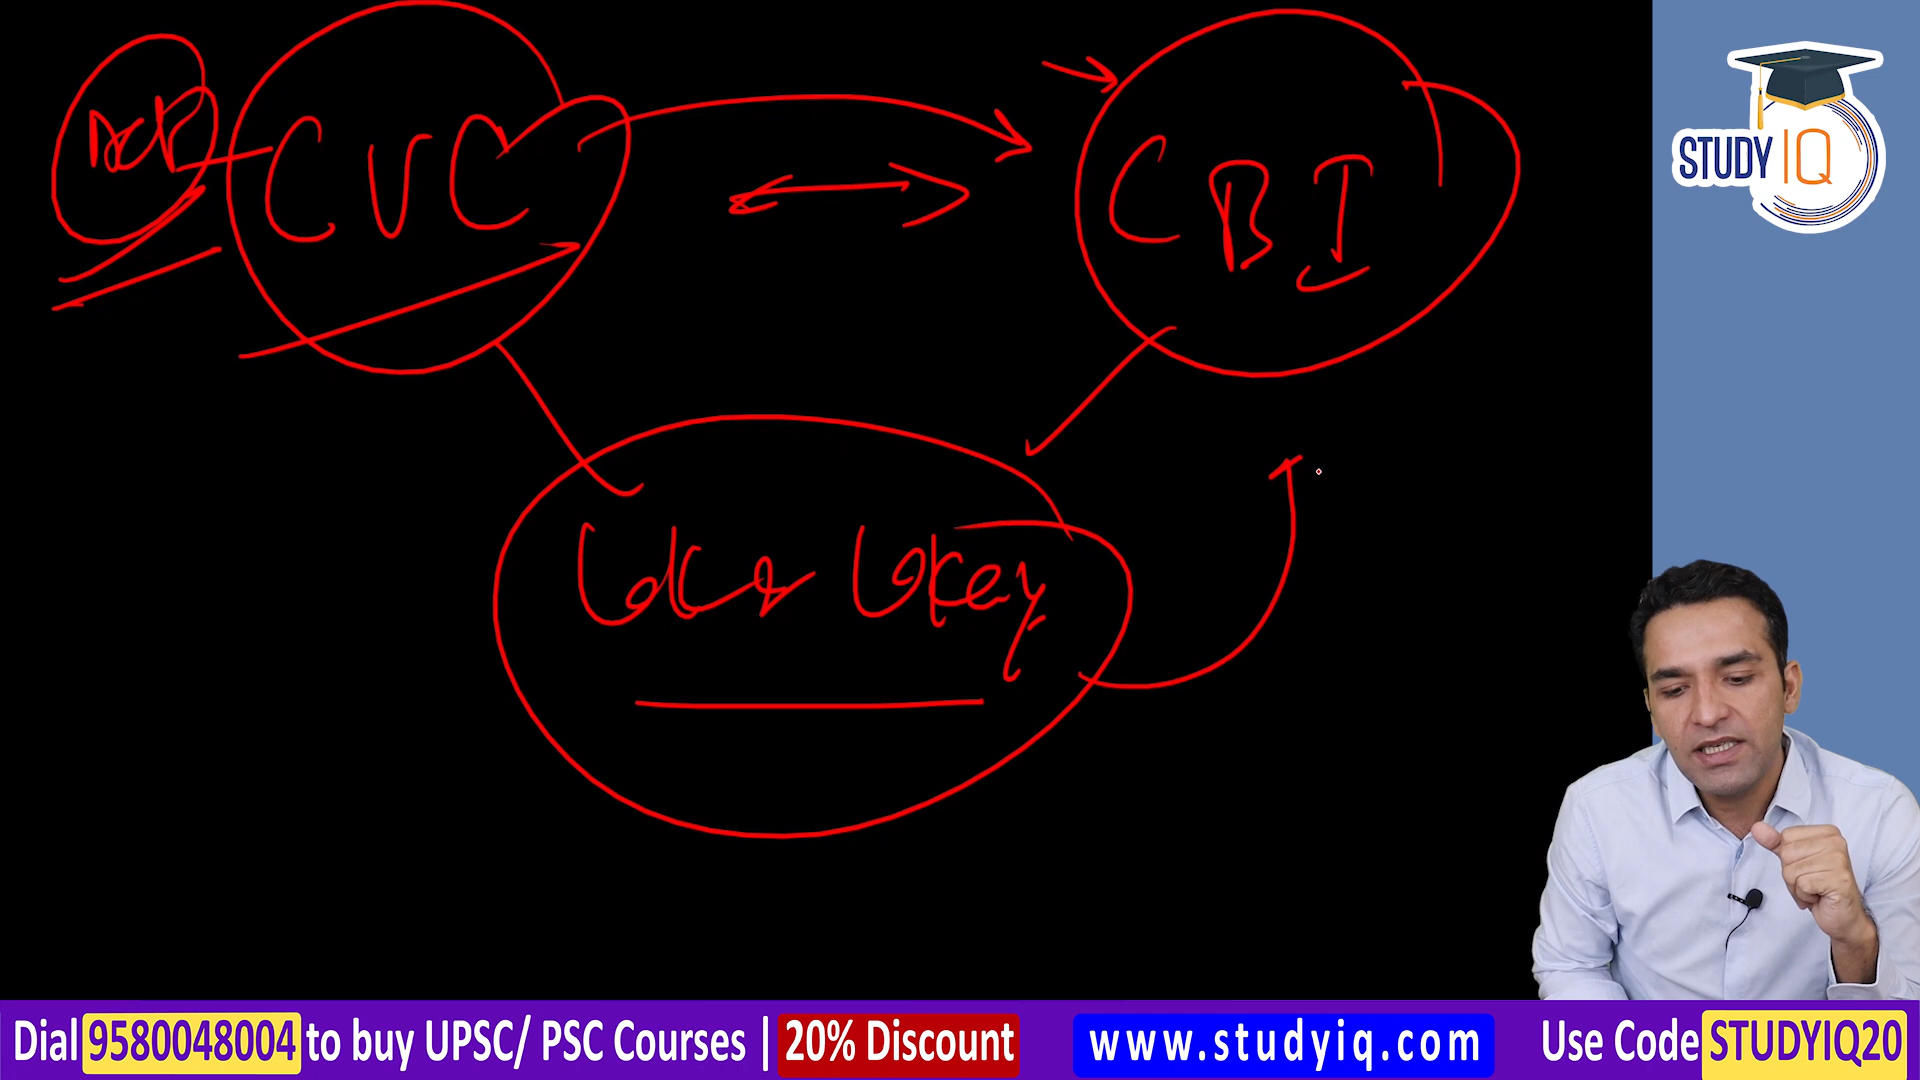 CVC
CBI
Lok Ukay
STUDY IQ
Dial 9580048004 to buy UPSC/ PSC Courses | 20% Discount www.studyiq.com Use Code STUDYIQ20